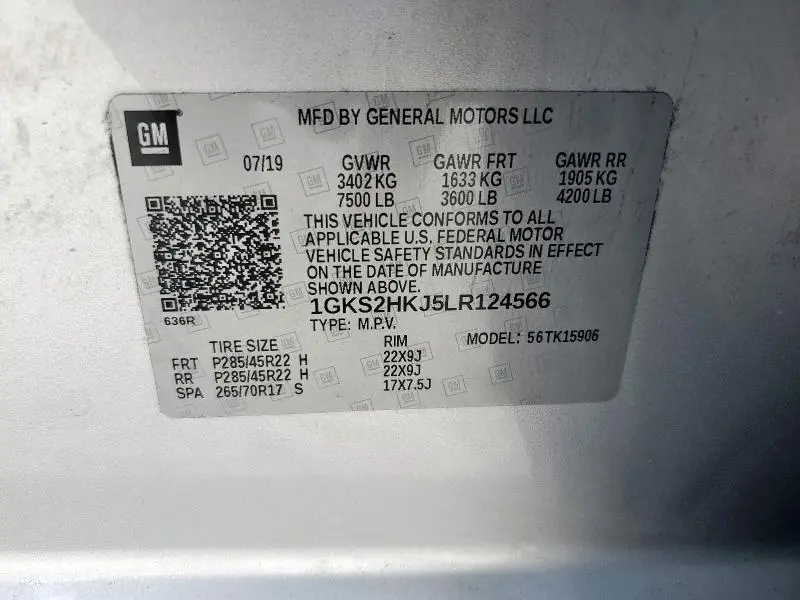 GM
MFD BY GENERAL MOTORS LLC
07/19 GVWR GAWR FRT GAWR RR
3402 KG 1633 KG 1905 KG
7500 LB 3600 LB 4200 LB
THIS VEHICLE CONFORMS TO ALL
APPLICABLE U.S. FEDERAL MOTOR
VEHICLE SAFETY STANDARDS IN EFFECT
ON THE DATE OF MANUFACTURE
SHOWN ABOVE.
1GKS2HKJ5LR124566
636R
TYPE: M.P.V. MODEL: 56TK15906
TIRE SIZE RIM
FRT P285/45R22 H 22X9J
RR P285/45R22 H 22X9J
SPA 265/70R17 S 17X7.5J